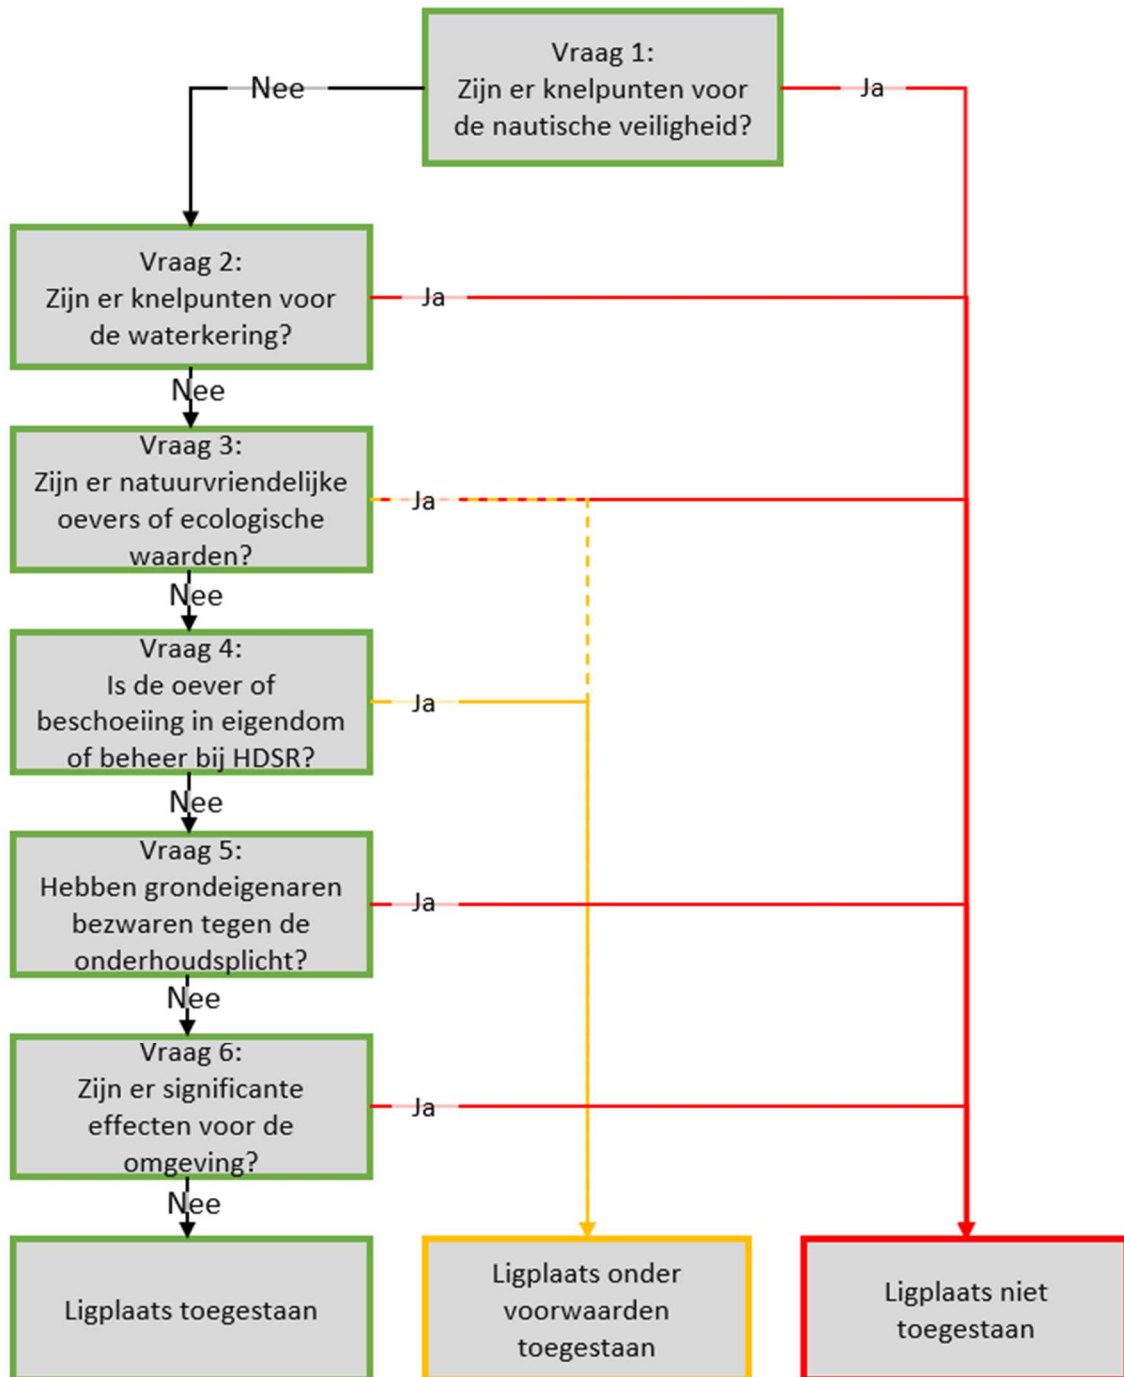 Vraag 1:
Zijn er knelpunten voor
de nautische veiligheid?
Nee
Ja
Vraag 2:
Zijn er knelpunten voor
de waterkering?
Ja
Nee
Vraag 3:
Zijn er natuurvriendelijke
oevers of ecologische
waarden?
Ja
Nee
Vraag 4:
Is de oever of
beschoeiing in eigendom
of beheer bij HDSR?
Ja
Nee
Vraag 5:
Hebben grondeigenaren
bezwaren tegen de
onderhoudsplicht?
Ja
Nee
Vraag 6:
Zijn er significante
effecten voor de
omgeving?
Ja
Nee
Ligplaats toegestaan
Ligplaats onder
voorwaarden
toegestaan
Ligplaats niet
toegestaan